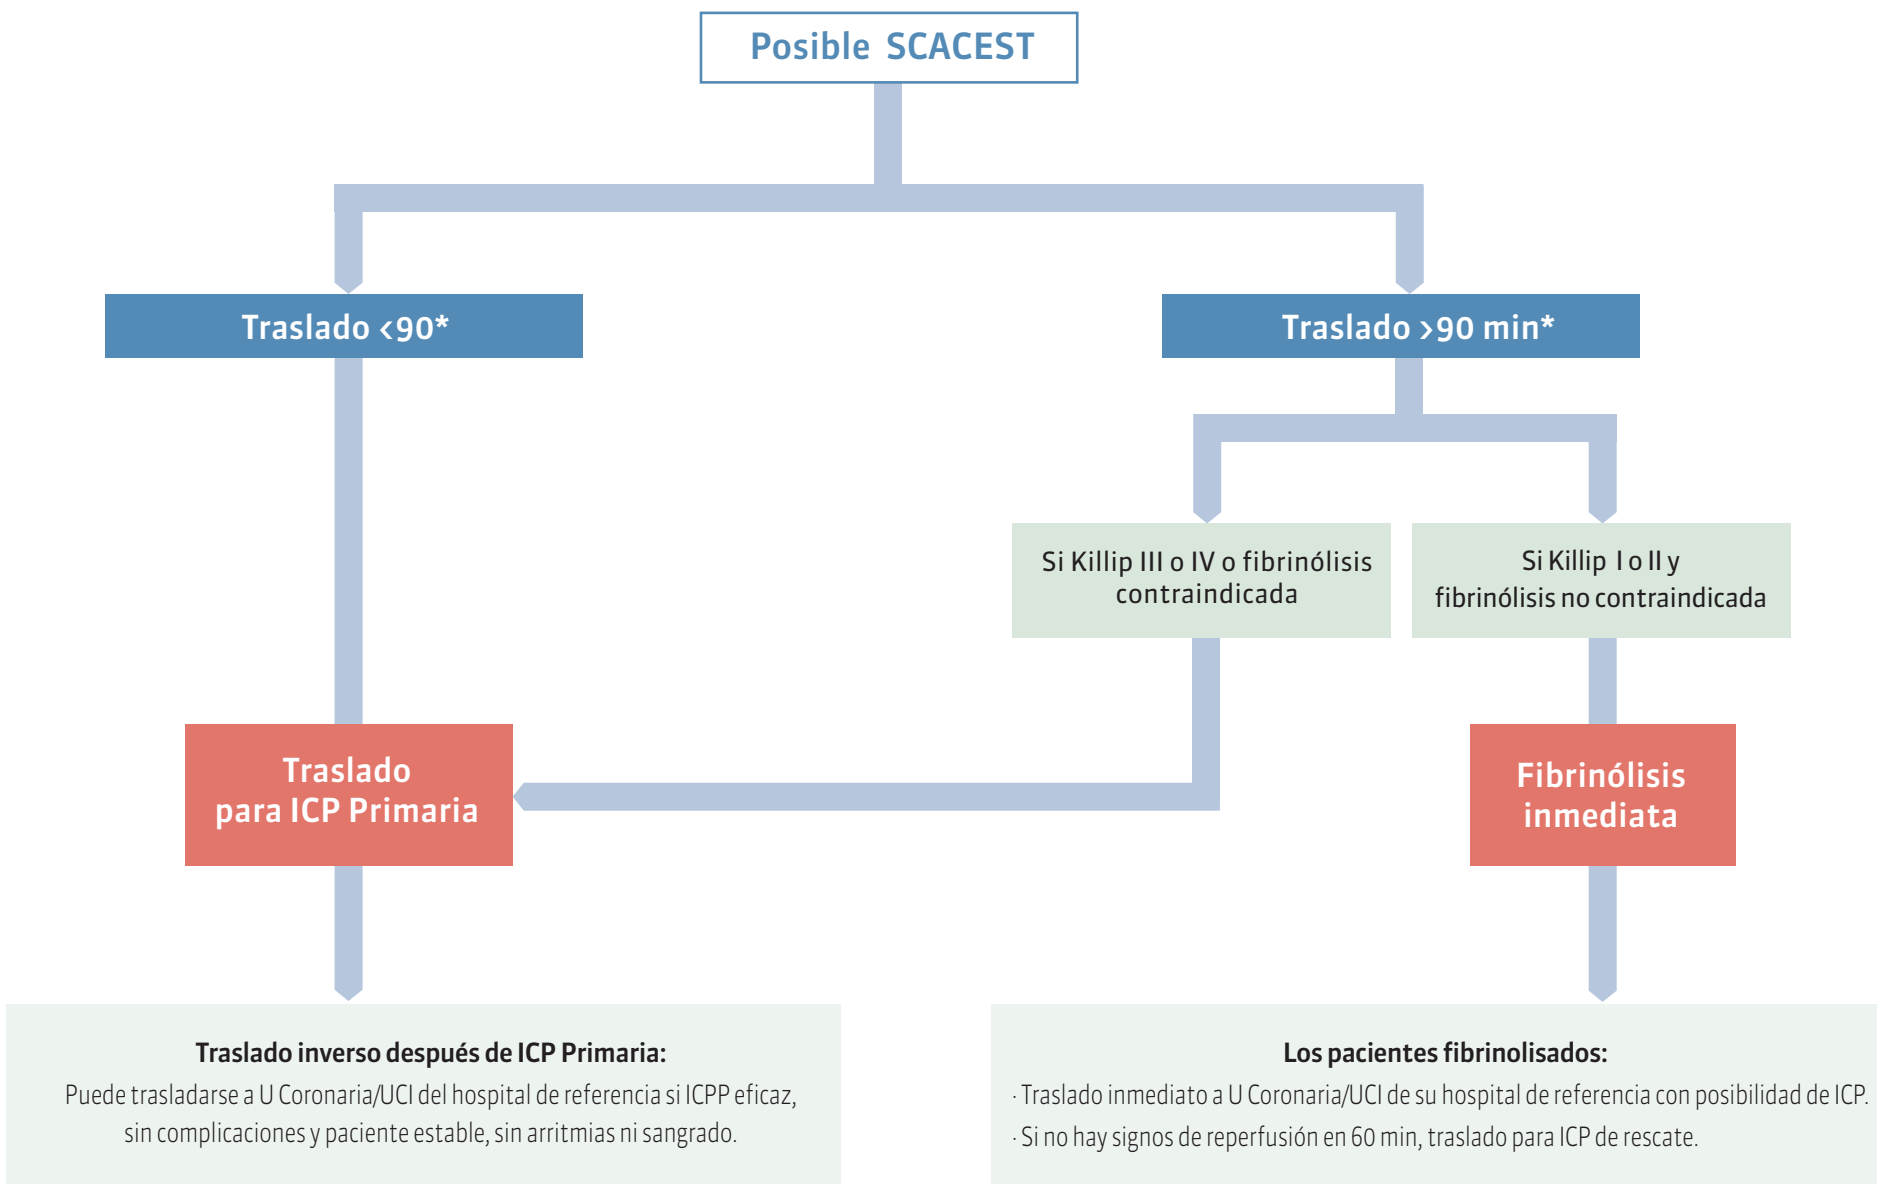 Posible SCACEST
Traslado <90*
Traslado >90 min*
Si Killip III o IV o fibrinólisis
contraindicada
Si Killip I o II y
fibrinólisis no contraindicada
Traslado
para ICP Primaria
Fibrinólisis
inmediata
Traslado inverso después de ICP Primaria:
Puede trasladarse a U Coronaria/UCI del hospital de referencia si ICPP eficaz,
sin complicaciones y paciente estable, sin arritmias ni sangrado.
Los pacientes fibrinolisados:
· Traslado inmediato a U Coronaria/UCI de su hospital de referencia con posibilidad de ICP.
· Si no hay signos de reperfusión en 60 min, traslado para ICP de rescate.